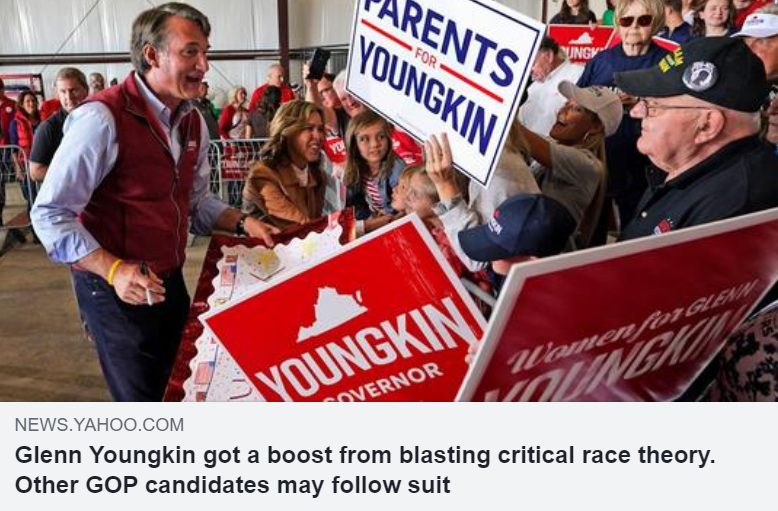 PARENTS
FOR
YOUNGKIN
YOUNGKIN
YOUNGKIN
GOVERNOR
Women for GLENN
YOUNGKIN
NEWS.YAHOO.COM
Glenn Youngkin got a boost from blasting critical race theory.
Other GOP candidates may follow suit